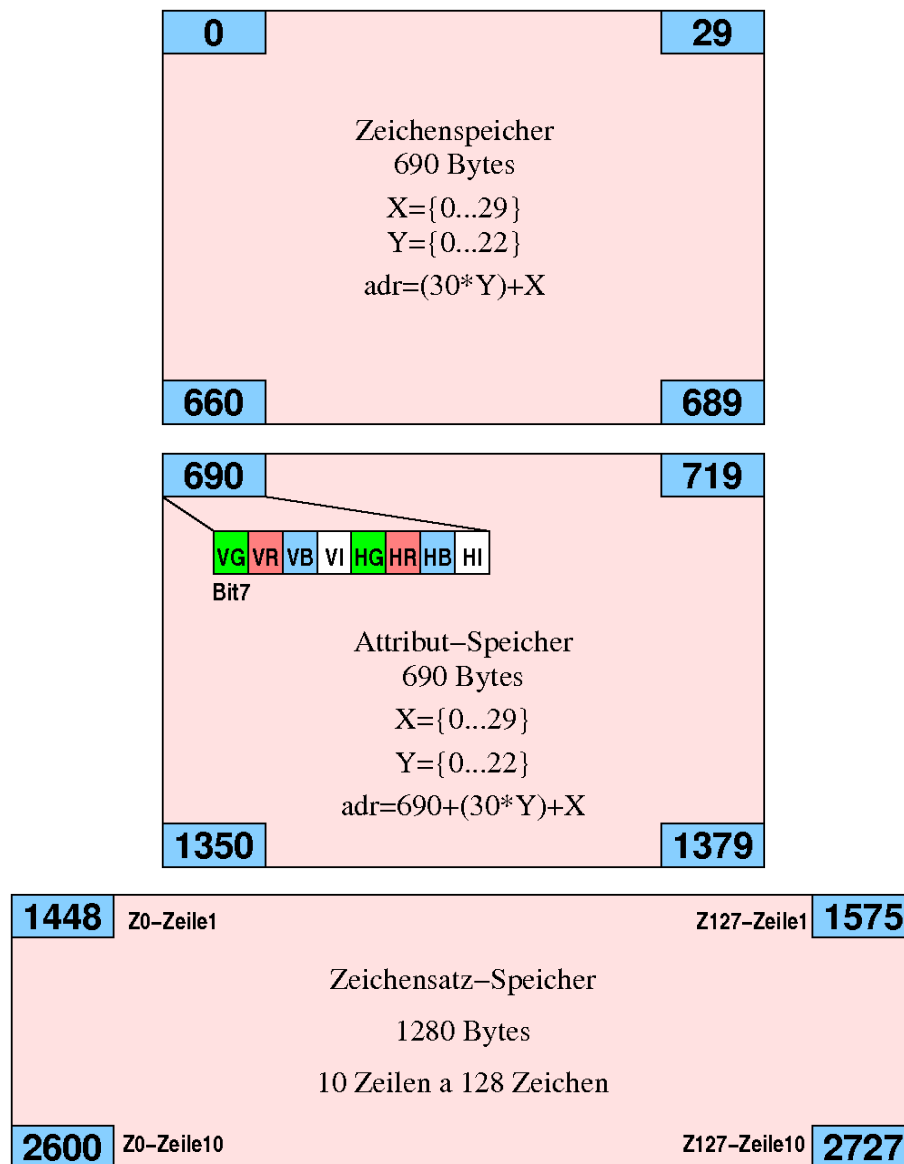 0 29
Zeichenspeicher
690 Bytes
X={0...29}
Y={0...22}
adr=(30*Y)+X
660 689
690 719
VG VR VB VI HG HR HB HI
Bit7
Attribut–Speicher
690 Bytes
X={0...29}
Y={0...22}
adr=690+(30*Y)+X
1350 1379
1448 Z0–Zeile1 Z127–Zeile1 1575
Zeichensatz–Speicher
1280 Bytes
10 Zeilen a 128 Zeichen
2600 Z0–Zeile10 Z127–Zeile10 2727